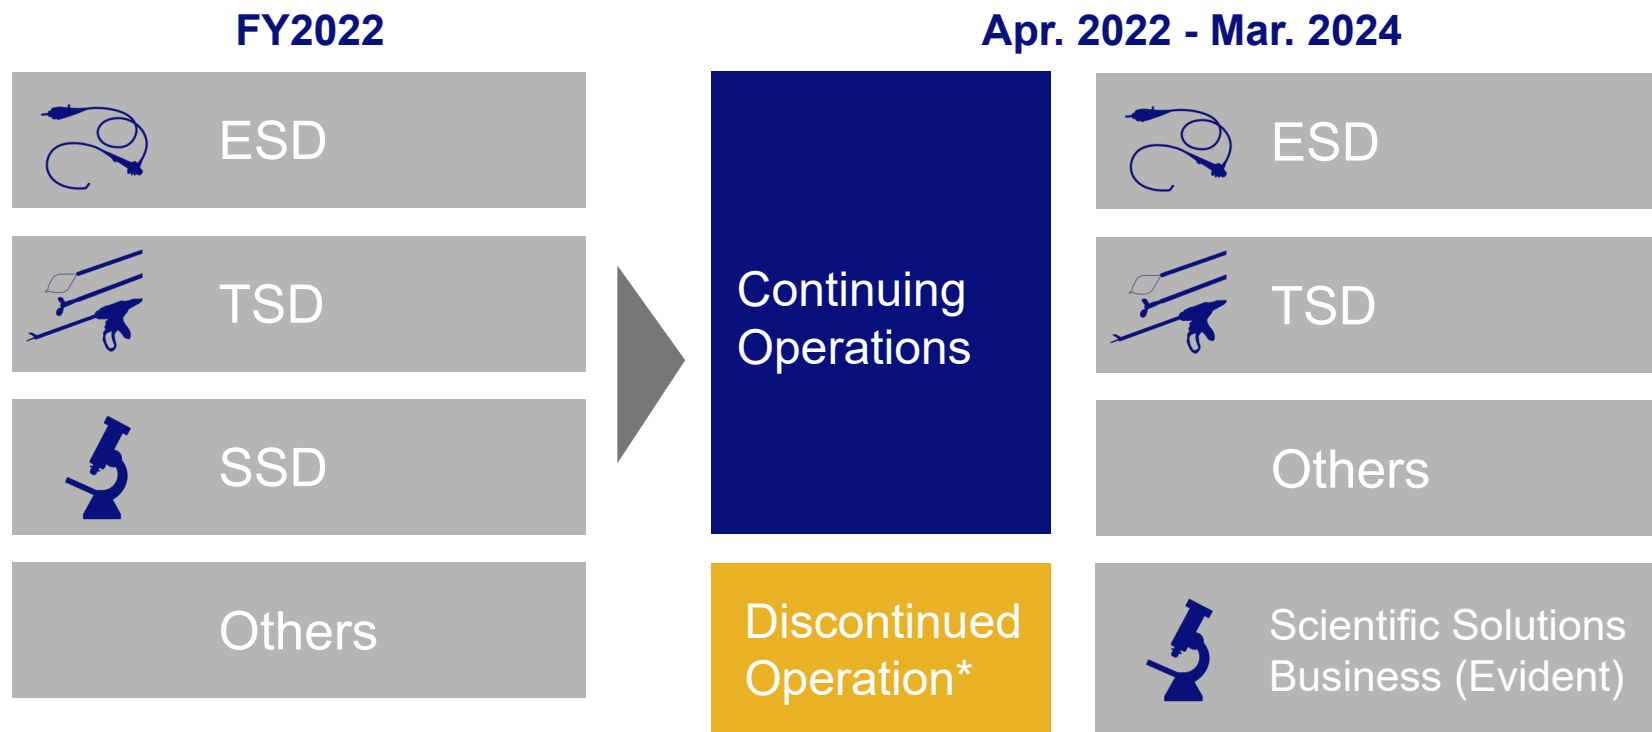 FY2022
ESD
TSD
SSD
Others
Apr. 2022 - Mar. 2024
Continuing
Operations
ESD
TSD
Others
Discontinued
Operation*
Scientific Solutions
Business (Evident)